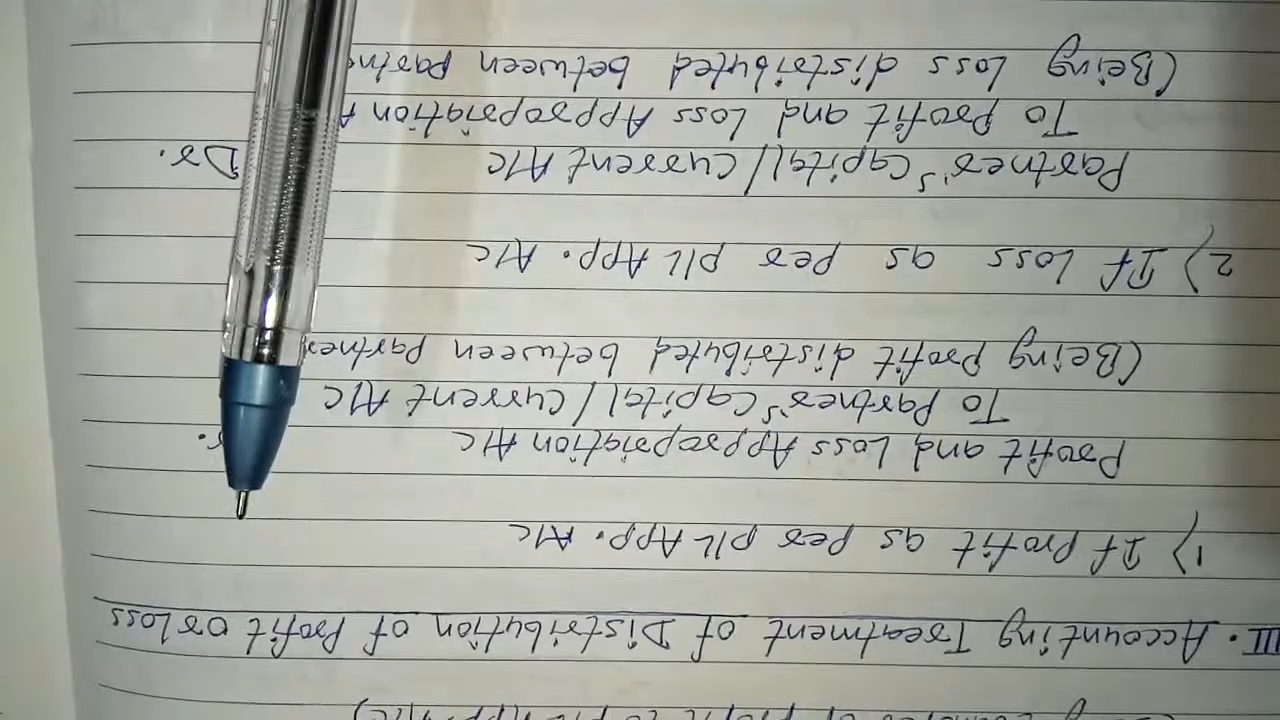 III. Accounting Treatment of Distribution of Profit or Loss
1) If Profit as per P/L App. A/c
Profit and Loss Appropriation A/c
To Partner's Capital/Current A/c
(Being Profit distributed between Partner
2) If Loss as per P/L App. A/c
Partner's Capital/Current A/c Dr.
To Profit and Loss Appropriation A
(Being Loss distributed between Partne